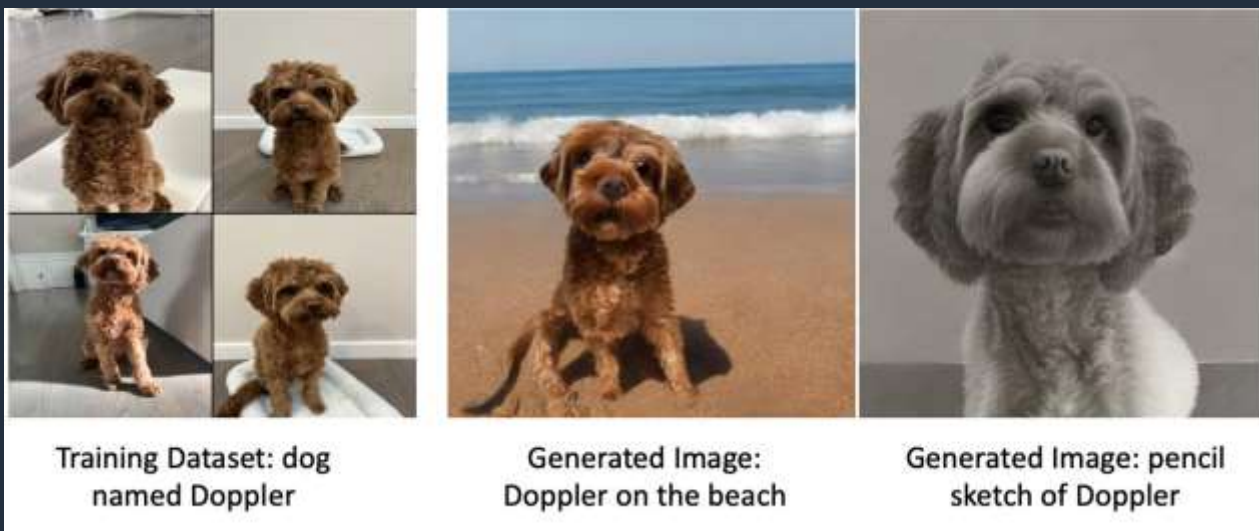 Training Dataset: dog
named Doppler
Generated Image:
Doppler on the beach
Generated Image: pencil
sketch of Doppler